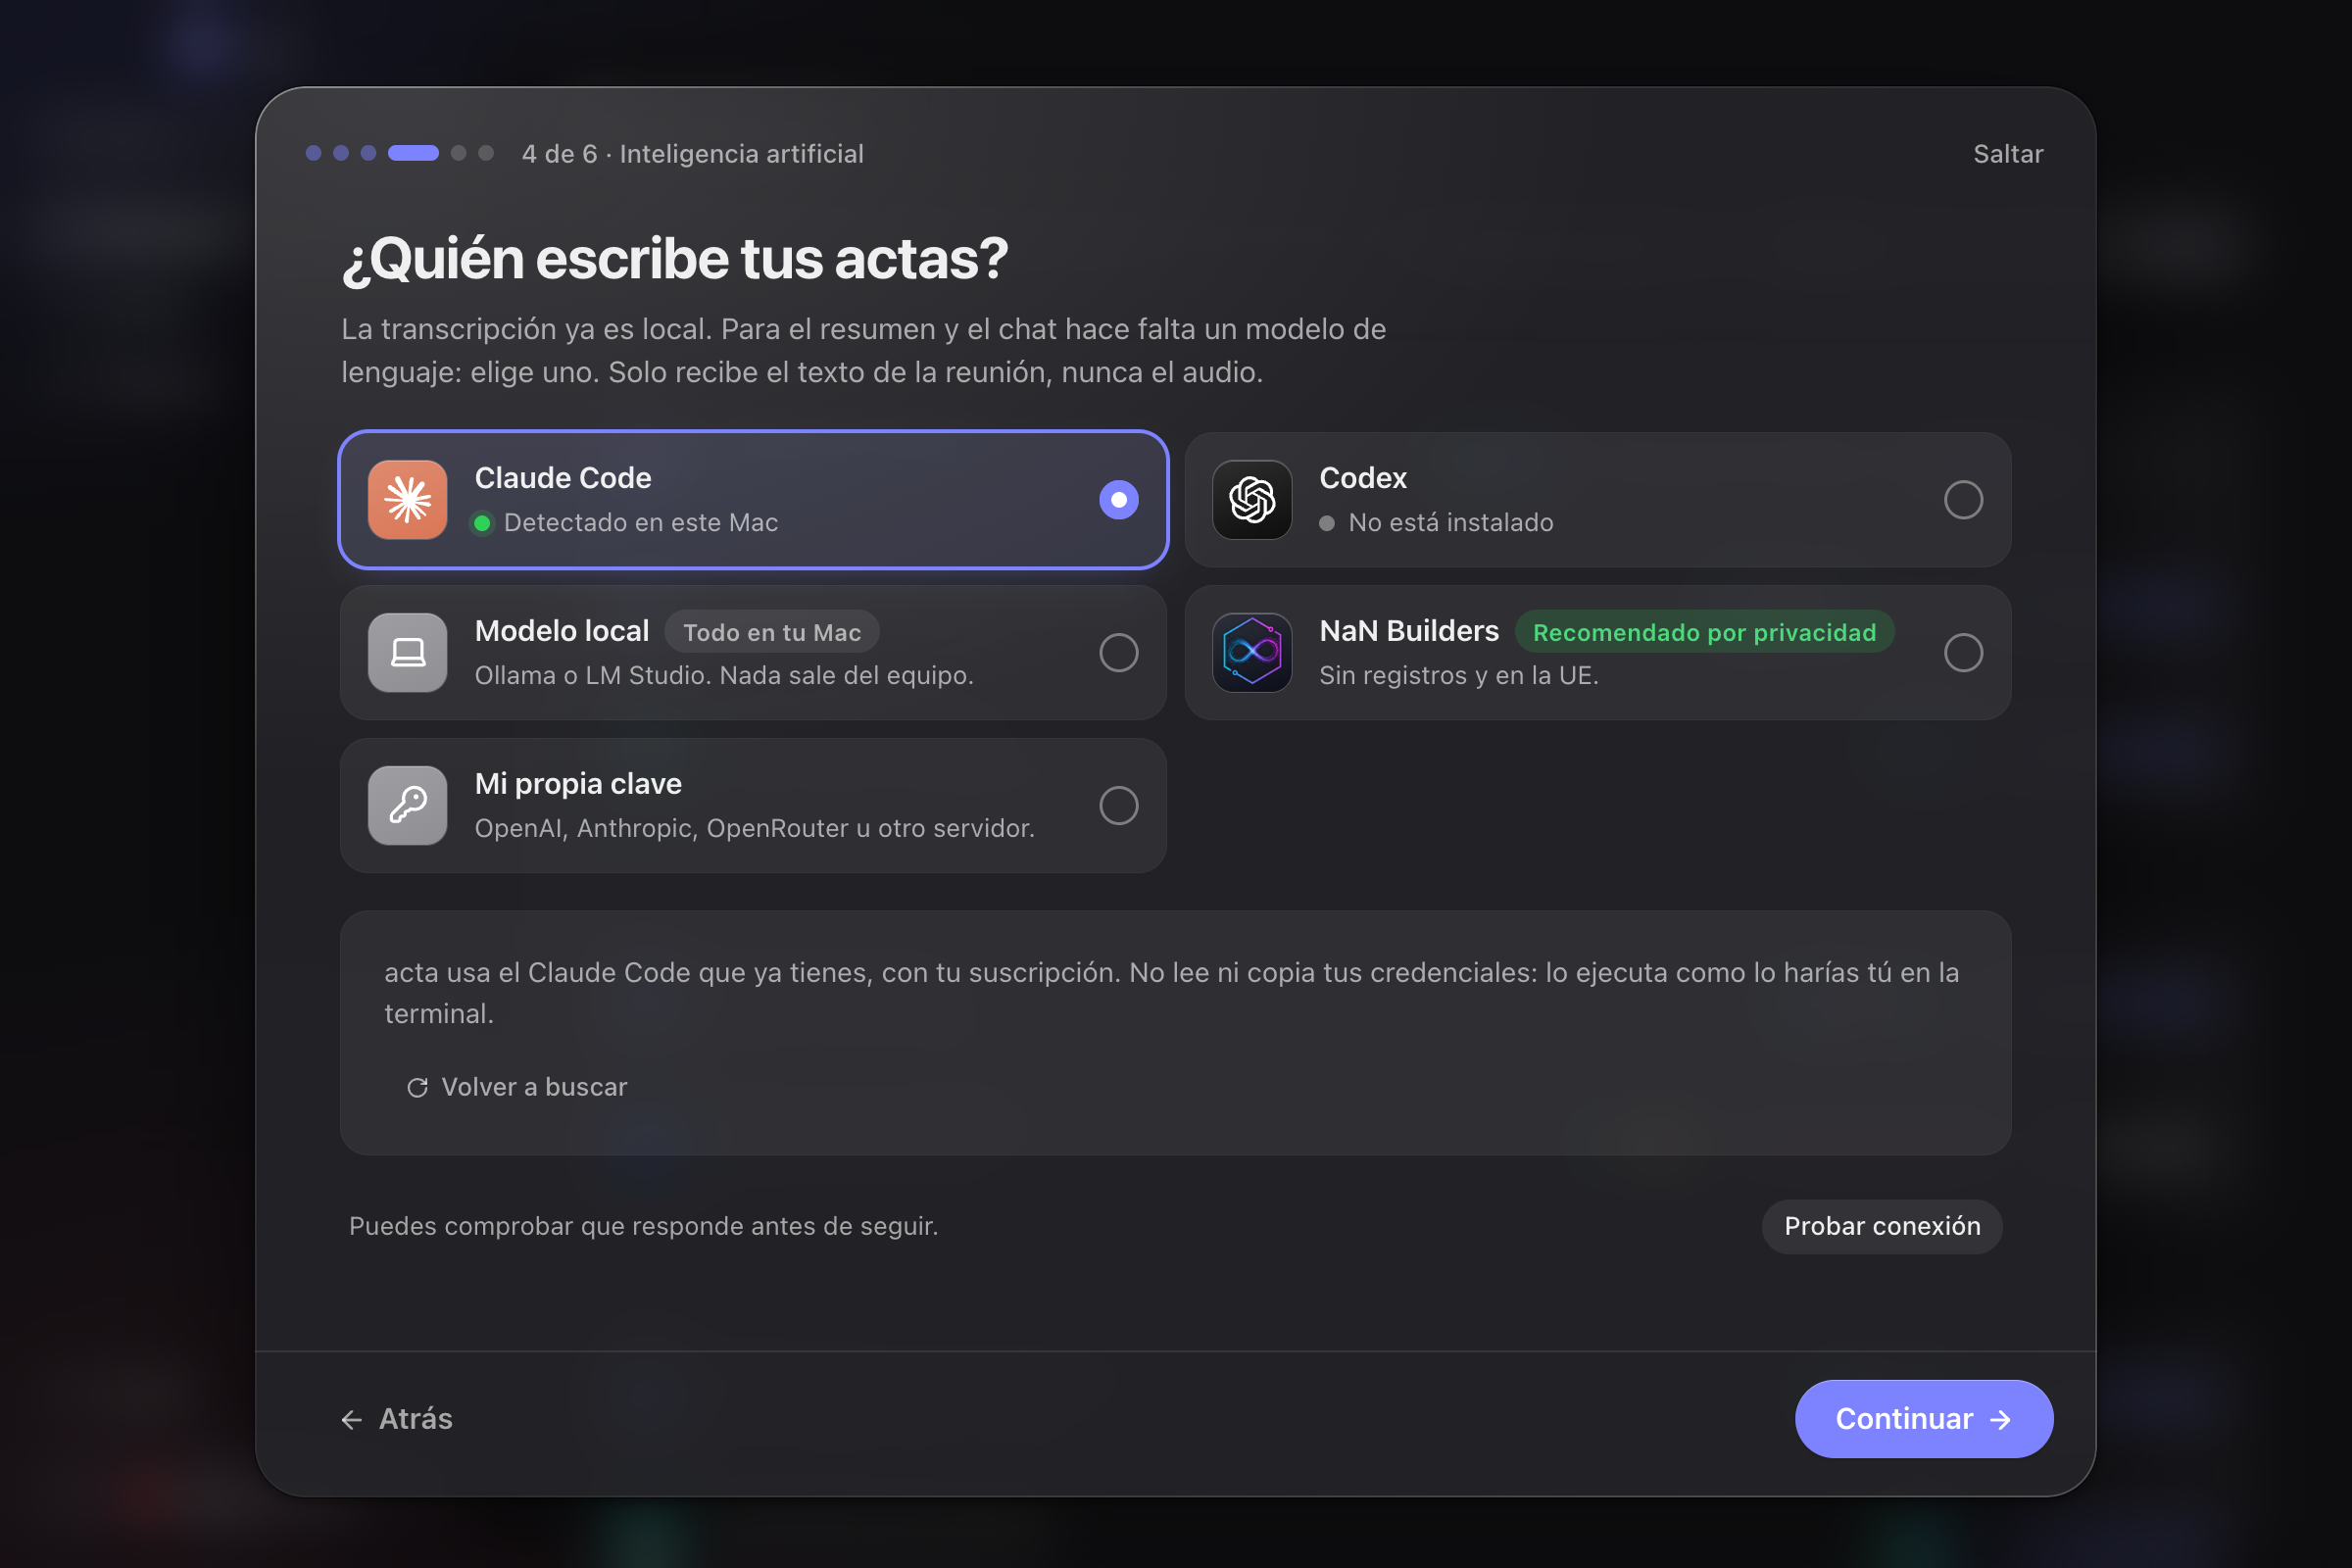 4 de 6 · Inteligencia artificial
Saltar
¿Quién escribe tus actas?
La transcripción ya es local. Para el resumen y el chat hace falta un modelo de
lenguaje: elige uno. Solo recibe el texto de la reunión, nunca el audio.
Claude Code
Detectado en este Mac
Codex
No está instalado
Modelo local
Todo en tu Mac
Ollama o LM Studio. Nada sale del equipo.
NaN Builders
Recomendado por privacidad
Sin registros y en la UE.
Mi propia clave
OpenAI, Anthropic, OpenRouter u otro servidor.
acta usa el Claude Code que ya tienes, con tu suscripción. No lee ni copia tus credenciales: lo ejecuta como lo harías tú en la
terminal.
Volver a buscar
Puedes comprobar que responde antes de seguir.
Probar conexión
Atrás
Continuar